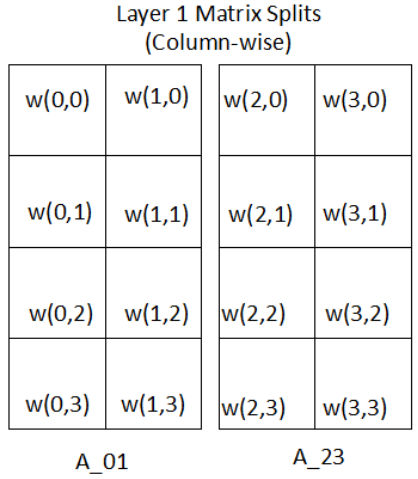 Layer 1 Matrix Splits
(Column-wise)
w(0,0) w(1,0) w(2,0) w(3,0)
w(0,1) w(1,1) w(2,1) w(3,1)
w(0,2) w(1,2) w(2,2) w(3,2)
w(0,3) w(1,3) w(2,3) w(3,3)
A_01 A_23